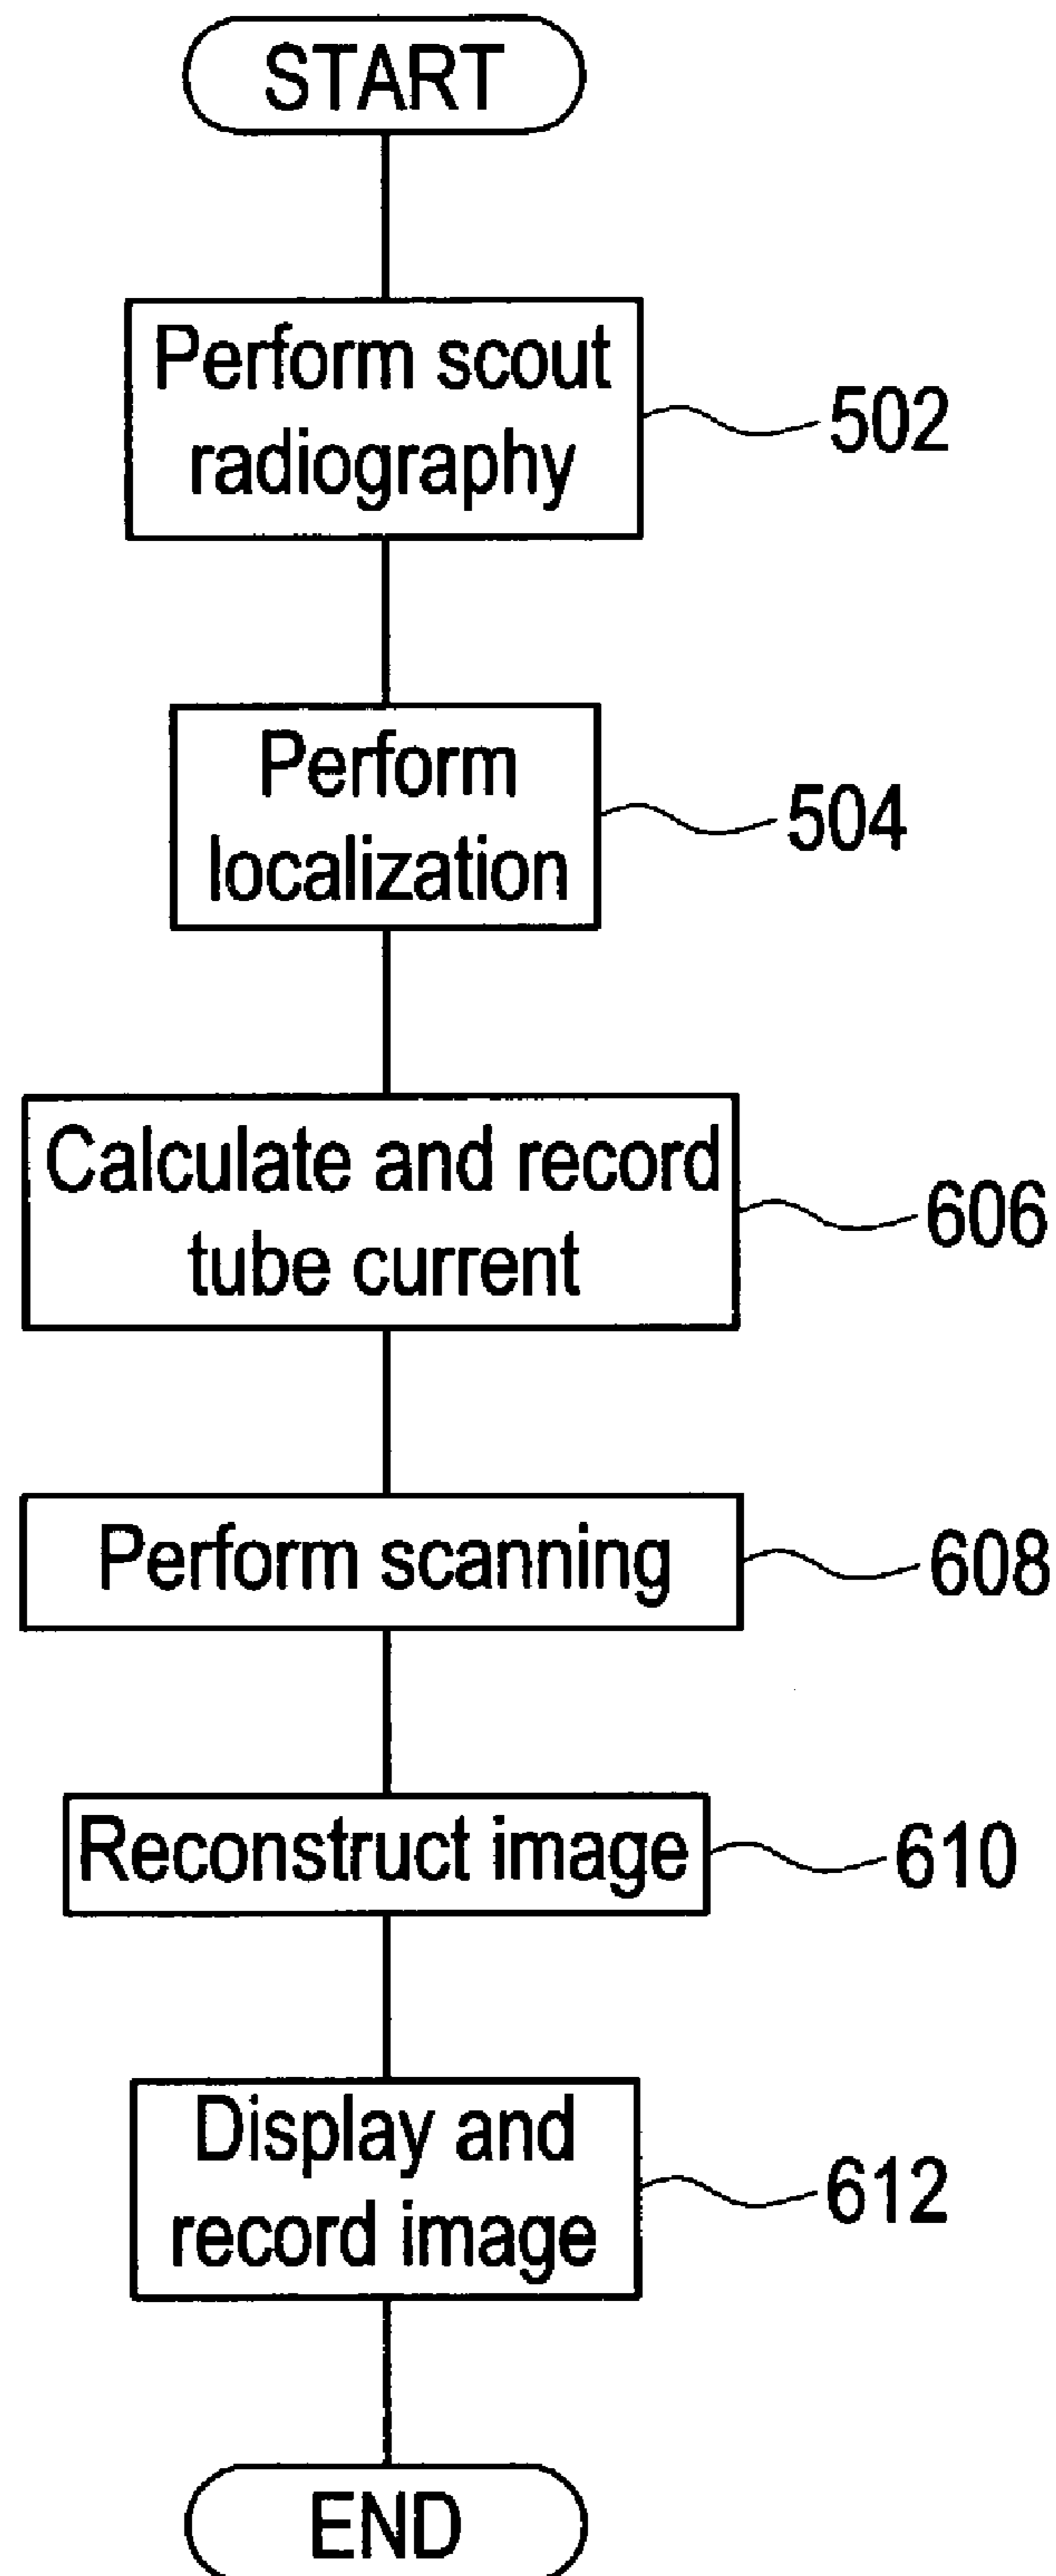 START
Perform scout
radiography
502
Perform
localization
504
Calculate and record
tube current
606
Perform scanning
608
Reconstruct image
610
Display and
record image
612
END